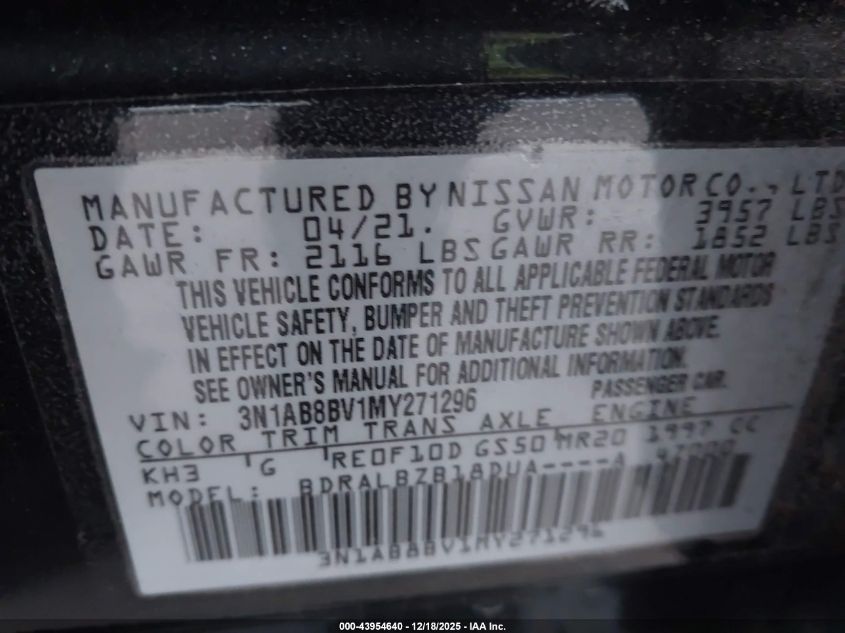 MANUFACTURED BY NISSAN MOTOR CO., LTD
DATE: 04/21. GVWR: 3957 LBS
GAWR FR: 2116 LBS GAWR RR: 1852 LBS
THIS VEHICLE CONFORMS TO ALL APPLICABLE FEDERAL MOTOR
VEHICLE SAFETY, BUMPER AND THEFT PREVENTION STANDARDS
IN EFFECT ON THE DATE OF MANUFACTURE SHOWN ABOVE.
SEE OWNER'S MANUAL FOR ADDITIONAL INFORMATION.
PASSENGER CAR.
VIN: 3N1AB8BV1MY271296
COLOR TRIM TRANS AXLE ENGINE
KH3 G RE0F10D GS50 MR20 1997 CC
MODEL: BDRALBZB18DUA----A
3N1AB8BV1MY271296
000-43954640 - 12/18/2025 - IAA Inc.